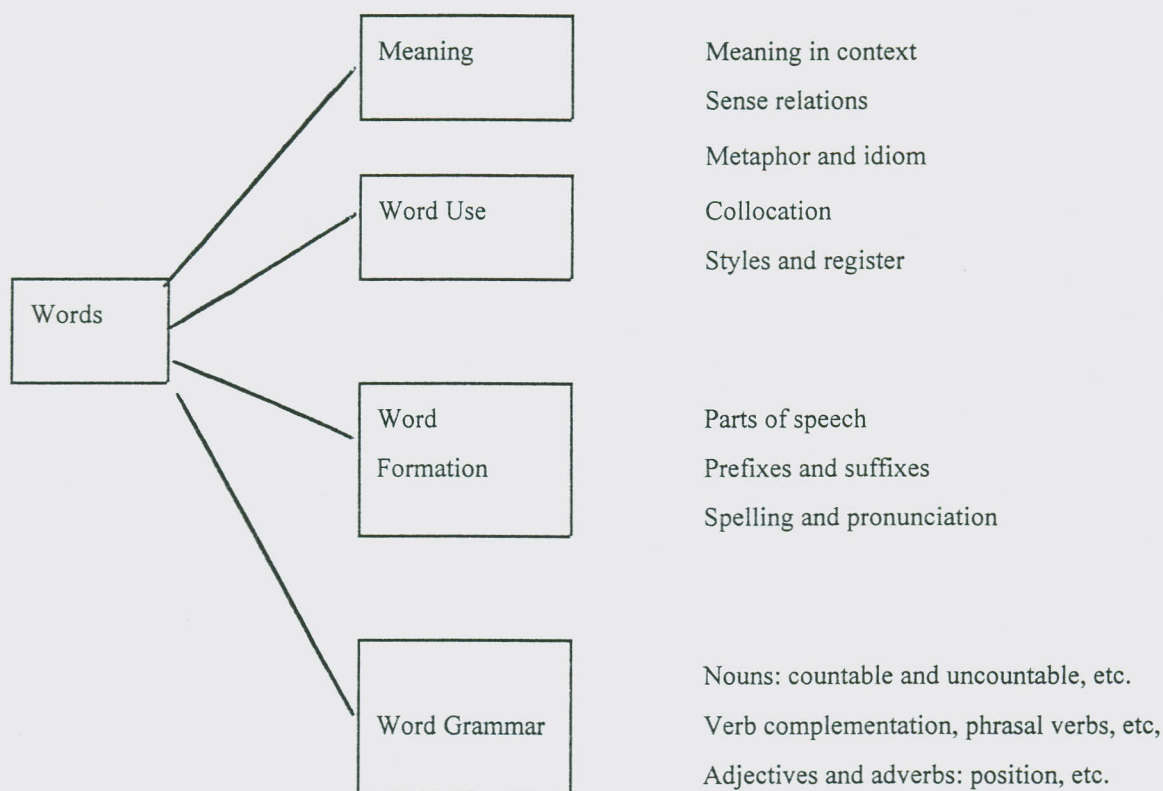 Meaning
Meaning in context
Sense relations
Metaphor and idiom
Word Use
Collocation
Styles and register
Words
Word
Formation
Parts of speech
Prefixes and suffixes
Spelling and pronunciation
Word Grammar
Nouns: countable and uncountable, etc.
Verb complementation, phrasal verbs, etc,
Adjectives and adverbs: position, etc.